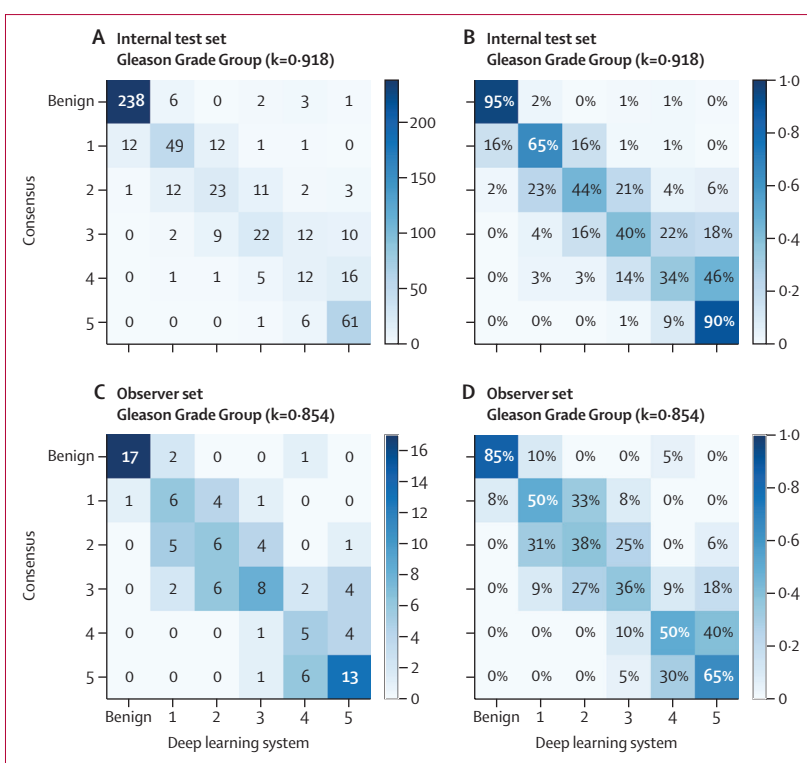 A Internal test set
Gleason Grade Group (k=0·918)
Consensus
Benign 238 6 0 2 3 1
1 12 49 12 1 1 0
2 1 12 23 11 2 3
3 0 2 9 22 12 10
4 0 1 1 5 12 16
5 0 0 0 1 6 61
200
150
100
50
0
B Internal test set
Gleason Grade Group (k=0·918)
95% 2% 0% 1% 1% 0%
16% 65% 16% 1% 1% 0%
2% 23% 44% 21% 4% 6%
0% 4% 16% 40% 22% 18%
0% 3% 3% 14% 34% 46%
0% 0% 0% 1% 9% 90%
1·0
0·8
0·6
0·4
0·2
0
C Observer set
Gleason Grade Group (k=0·854)
Consensus
Benign 17 2 0 0 1 0
1 1 6 4 1 0 0
2 0 5 6 4 0 1
3 0 2 6 8 2 4
4 0 0 0 1 5 4
5 0 0 0 1 6 13
Benign 1 2 3 4 5
Deep learning system
16
14
12
10
8
6
4
2
0
D Observer set
Gleason Grade Group (k=0·854)
85% 10% 0% 0% 5% 0%
8% 50% 33% 8% 0% 0%
0% 31% 38% 25% 0% 6%
0% 9% 27% 36% 9% 18%
0% 0% 0% 10% 50% 40%
0% 0% 0% 5% 30% 65%
Benign 1 2 3 4 5
Deep learning system
1·0
0·8
0·6
0·4
0·2
0